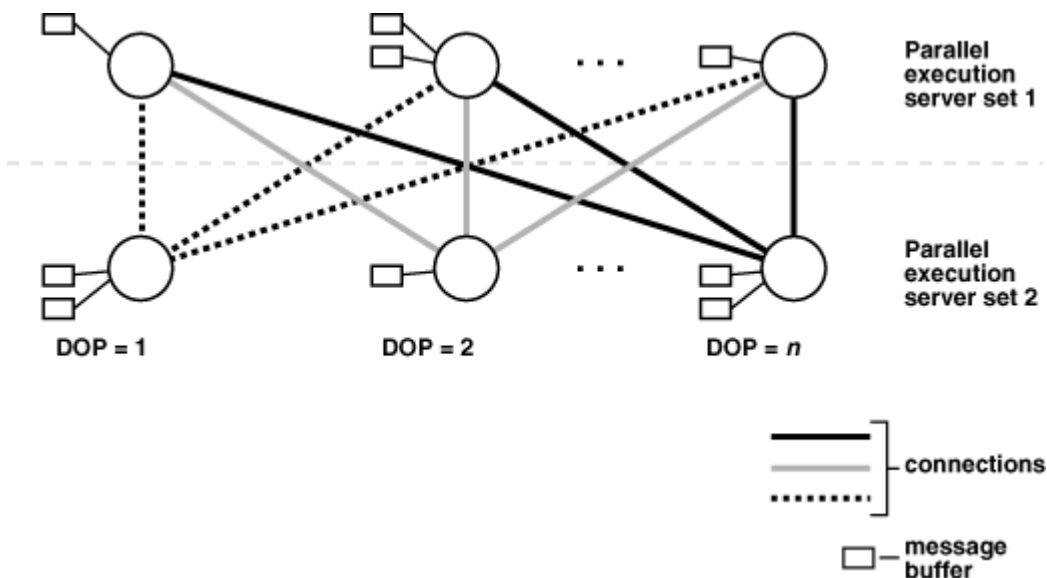 . . .
Parallel
execution
server set 1
. . .
Parallel
execution
server set 2
DOP = 1
DOP = 2
DOP = n
connections
message
buffer